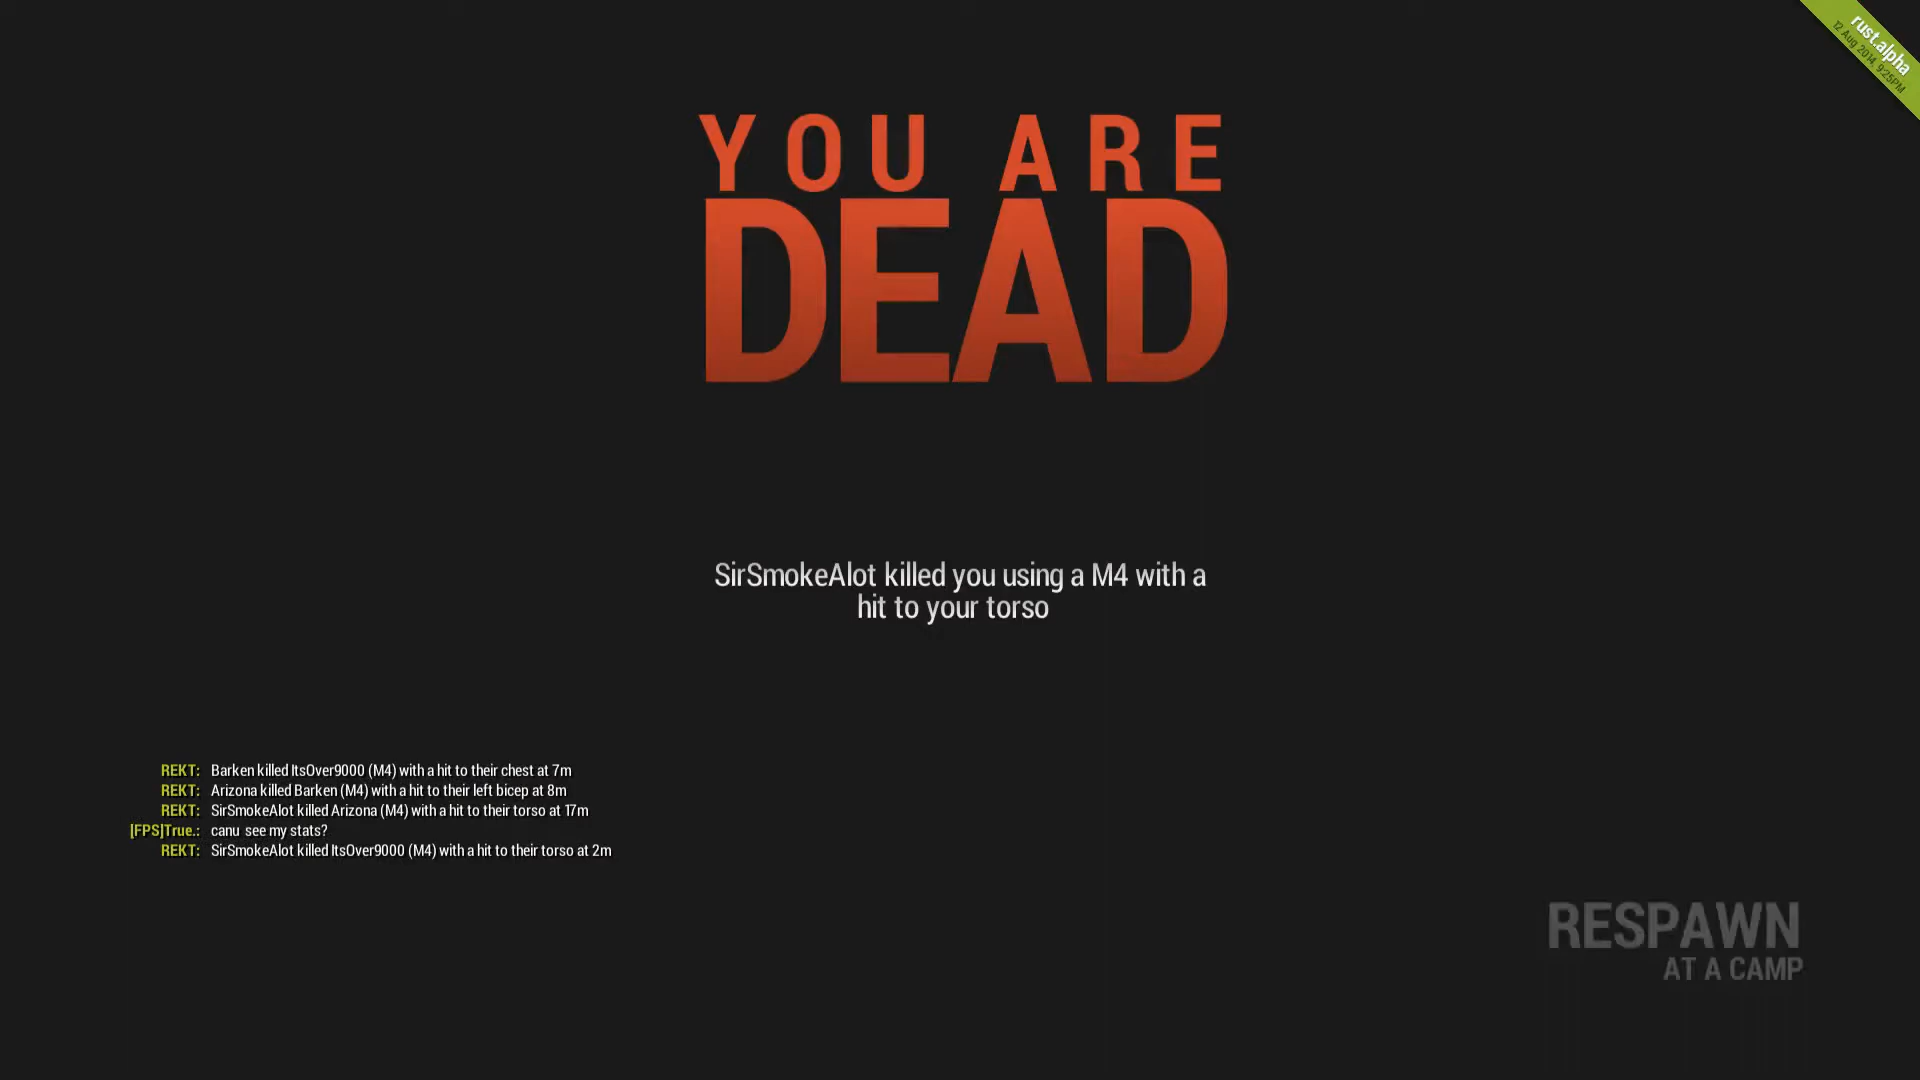 rust.alpha
12 Aug 2014, 9:25PM
YOU ARE
DEAD
SirSmokeAlot killed you using a M4 with a
hit to your torso
REKT: Barken killed ItsOver9000 (M4) with a hit to their chest at 7m
REKT: Arizona killed Barken (M4) with a hit to their left bicep at 8m
REKT: SirSmokeAlot killed Arizona (M4) with a hit to their torso at 17m
[FPS]True.: canu see my stats?
REKT: SirSmokeAlot killed ItsOver9000 (M4) with a hit to their torso at 2m
RESPAWN
AT A CAMP